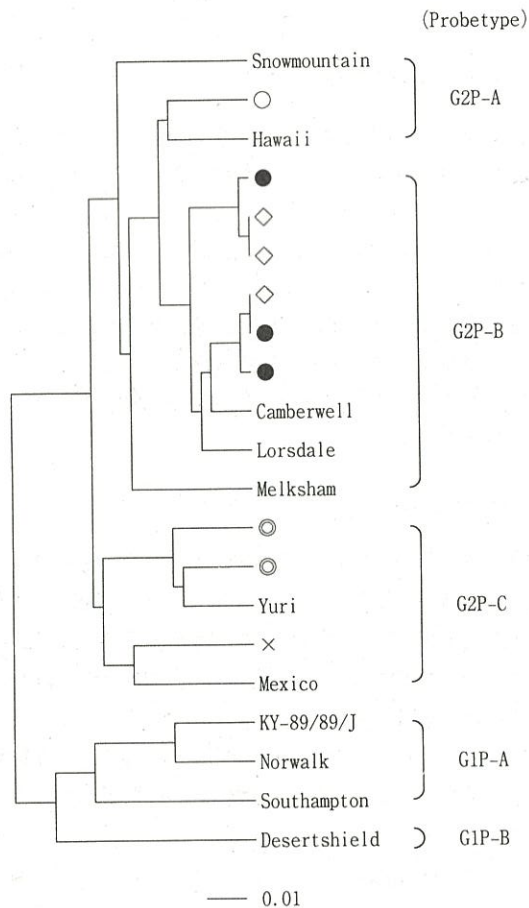 (Probetype)
Snowmountain
G2P-A
Hawaii
G2P-B
Camberwell
Lorsdale
Melksham
Yuri
G2P-C
×
Mexico
KY-89/89/J
Norwalk
G1P-A
Southampton
Desertshield
G1P-B
0.01